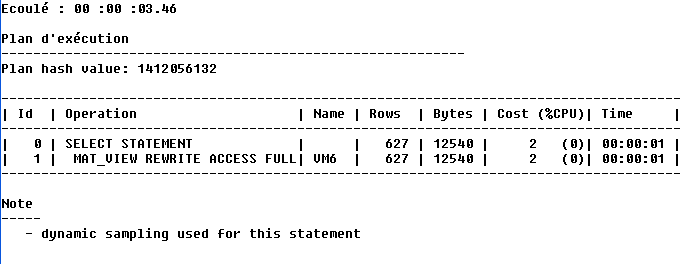 Ecoulé : 00 :00 :03.46
Plan d'exécution
----------------------------------------------------------
Plan hash value: 1412056132
-------------------------------------------------------------------------------------
| Id  | Operation                    | Name | Rows  | Bytes | Cost (%CPU)| Time     |
-------------------------------------------------------------------------------------
|   0 | SELECT STATEMENT             |      |   627 | 12540 |     2   (0)| 00:00:01 |
|   1 |  MAT_VIEW REWRITE ACCESS FULL| VM6  |   627 | 12540 |     2   (0)| 00:00:01 |
-------------------------------------------------------------------------------------
Note
-----
   - dynamic sampling used for this statement